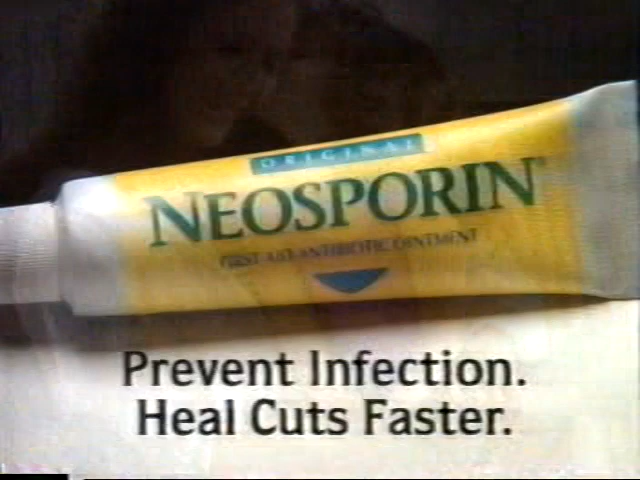 ORIGINAL
NEOSPORIN®
FIRST AID ANTIBIOTIC OINTMENT
Prevent Infection.
Heal Cuts Faster.